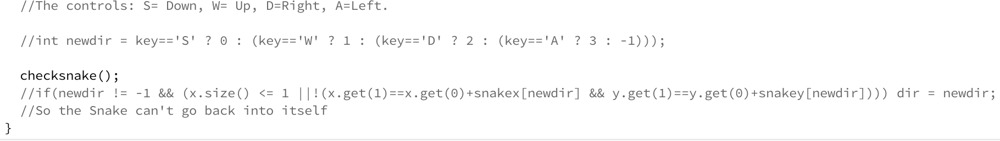 //The controls: S= Down, W= Up, D=Right, A=Left.
//int newdir = key=='S' ? 0 : (key=='W' ? 1 : (key=='D' ? 2 : (key=='A' ? 3 : -1)));
checksnake();
//if(newdir != -1 && (x.size() <= 1 ||!(x.get(1)==x.get(0)+snakex[newdir] && y.get(1)==y.get(0)+snakey[newdir]))) dir = newdir;
//So the Snake can't go back into itself
}